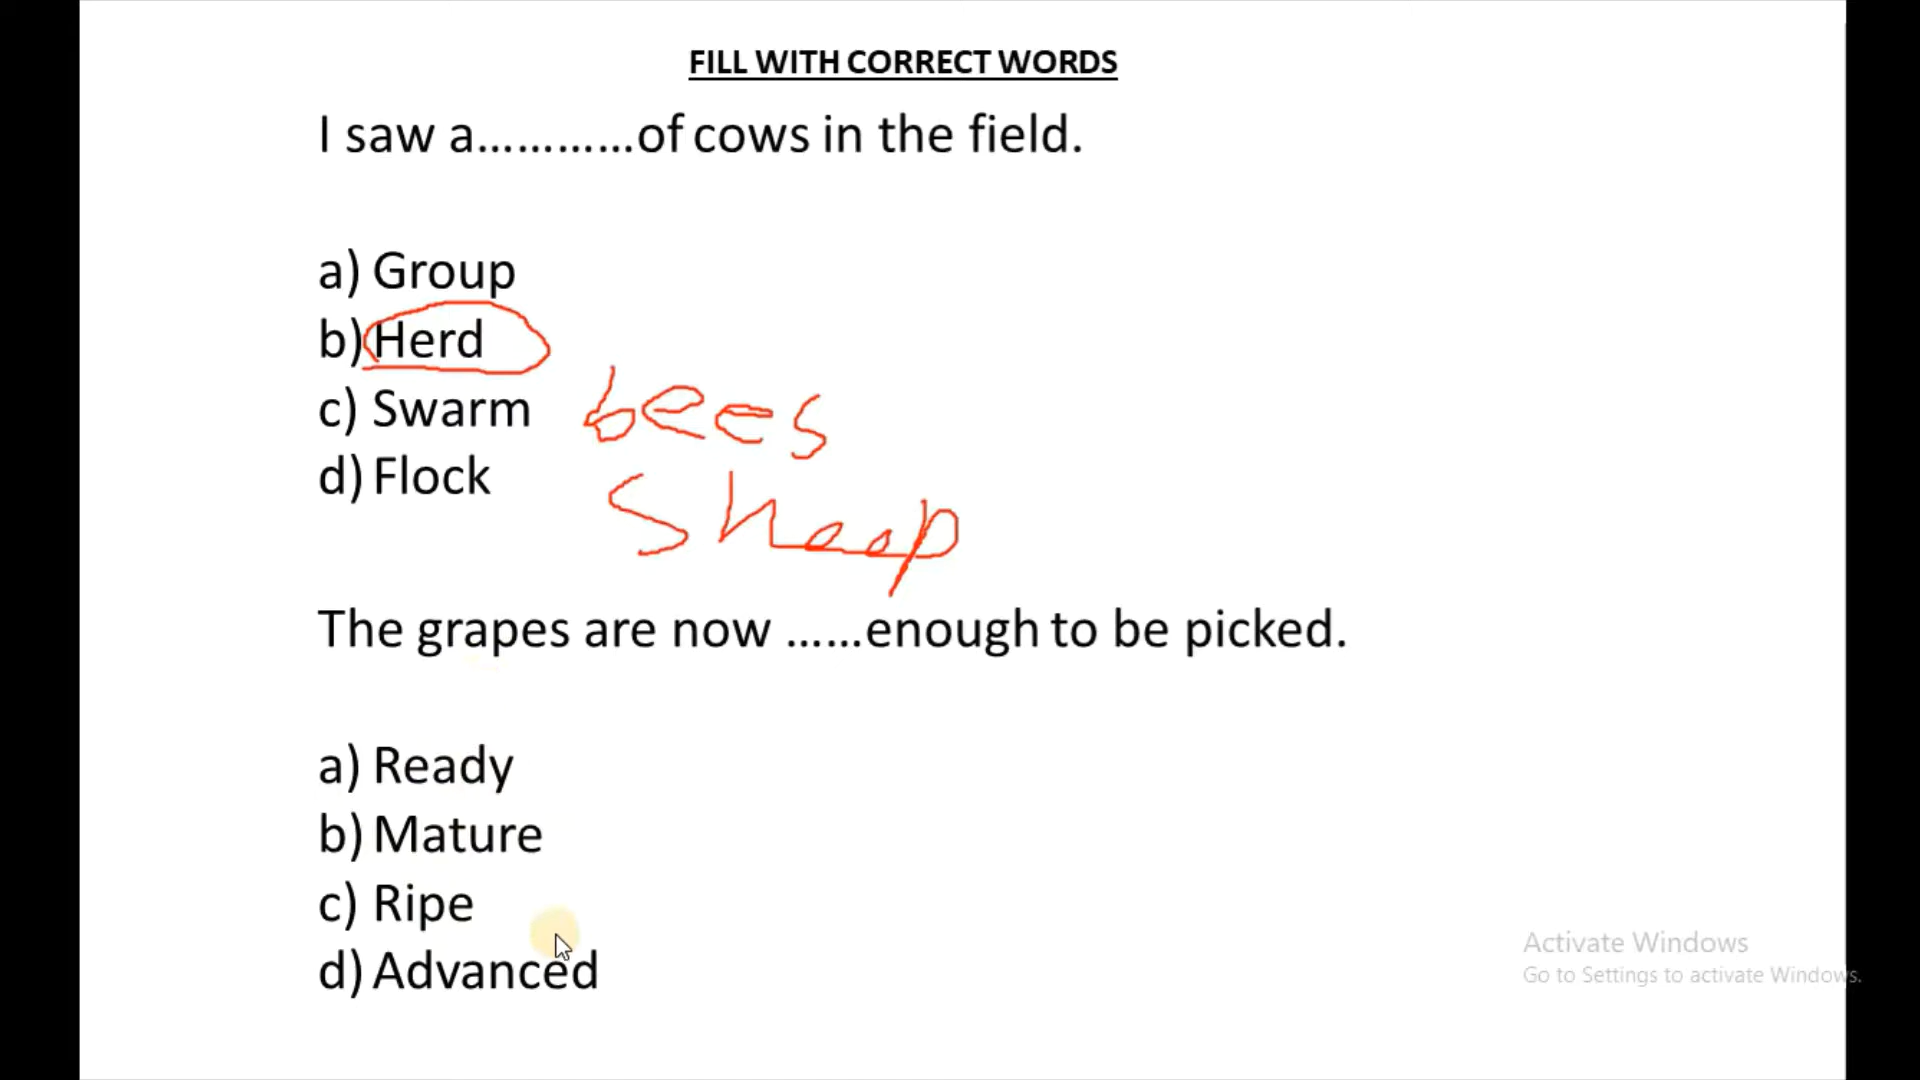 FILL WITH CORRECT WORDS
I saw a............of cows in the field.
a) Group
b) Herd
c) Swarm bees
d) Flock sheep
The grapes are now ......enough to be picked.
a) Ready
b) Mature
c) Ripe
d) Advanced
Activate Windows
Go to Settings to activate Windows.